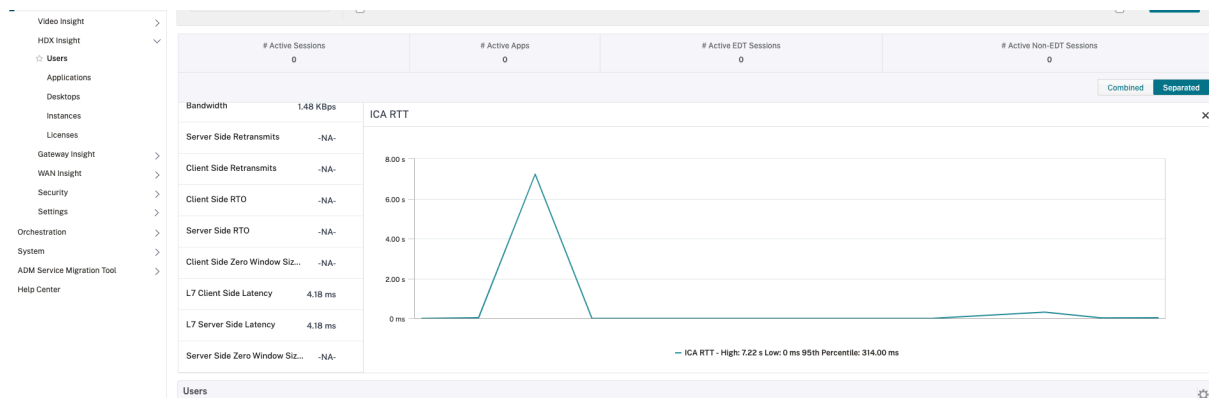 Video Insight
HDX Insight
Users
Applications
Desktops
Instances
Licenses
Gateway Insight
WAN Insight
Security
Settings
Orchestration
System
ADM Service Migration Tool
Help Center
# Active Sessions
0
# Active Apps
0
# Active EDT Sessions
0
# Active Non-EDT Sessions
0
Combined Separated
Bandwidth 1.48 KBps
Server Side Retransmits -NA-
Client Side Retransmits -NA-
Client Side RTO -NA-
Server Side RTO -NA-
Client Side Zero Window Siz... -NA-
L7 Client Side Latency 4.18 ms
L7 Server Side Latency 4.18 ms
Server Side Zero Window Siz... -NA-
ICA RTT
8.00 s
6.00 s
4.00 s
2.00 s
0 ms
ICA RTT - High: 7.22 s Low: 0 ms 95th Percentile: 314.00 ms
Users